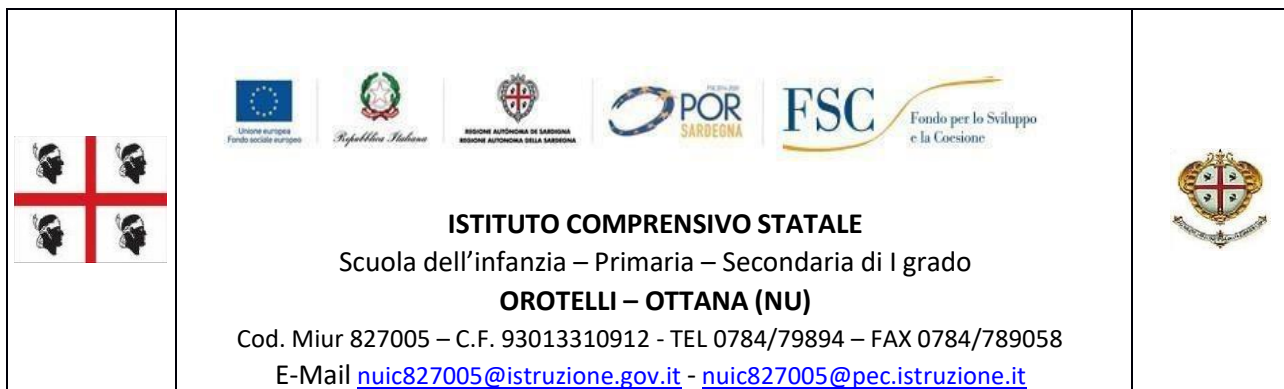 Unione europea
Fondo sociale europeo
Repubblica Italiana
REGIONE AUTÒNOMA DE SARDIGNA
REGIONE AUTONOMA DELLA SARDEGNA
POR
SARDEGNA
FSC
Fondo per lo Sviluppo
e la Coesione
ISTITUTO COMPRENSIVO STATALE
Scuola dell’infanzia – Primaria – Secondaria di I grado
OROTELLI – OTTANA (NU)
Cod. Miur 827005 – C.F. 93013310912 - TEL 0784/79894 – FAX 0784/789058
E-Mail nuic827005@istruzione.gov.it - nuic827005@pec.istruzione.it